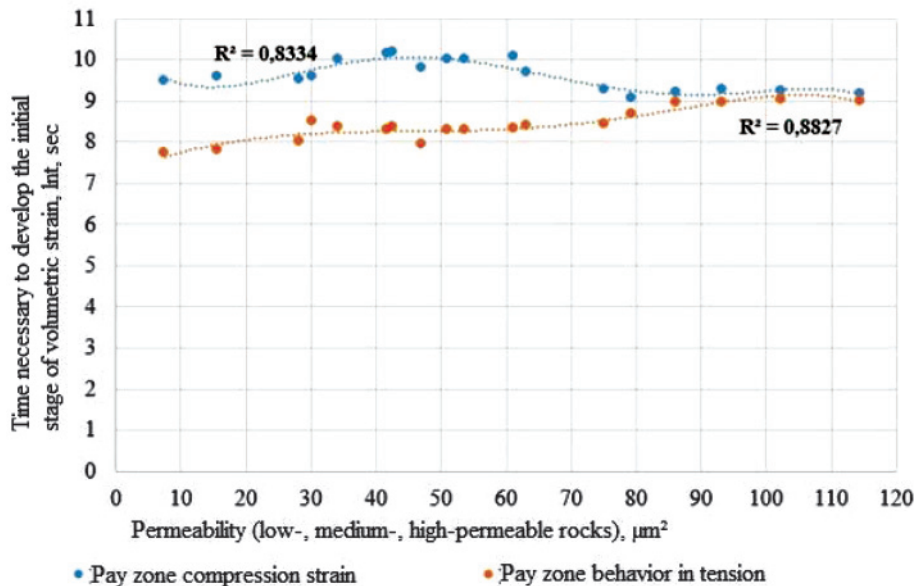 11
10
9
8
7
6
5
4
3
2
1
0
R² = 0,8334
R² = 0,8827
Time necessary to develop the initial
stage of volumetric strain, lnt, sec
0 10 20 30 40 50 60 70 80 90 100 110 120
Permeability (low-, medium-, high-permeable rocks), μm²
Pay zone compression strain
Pay zone behavior in tension